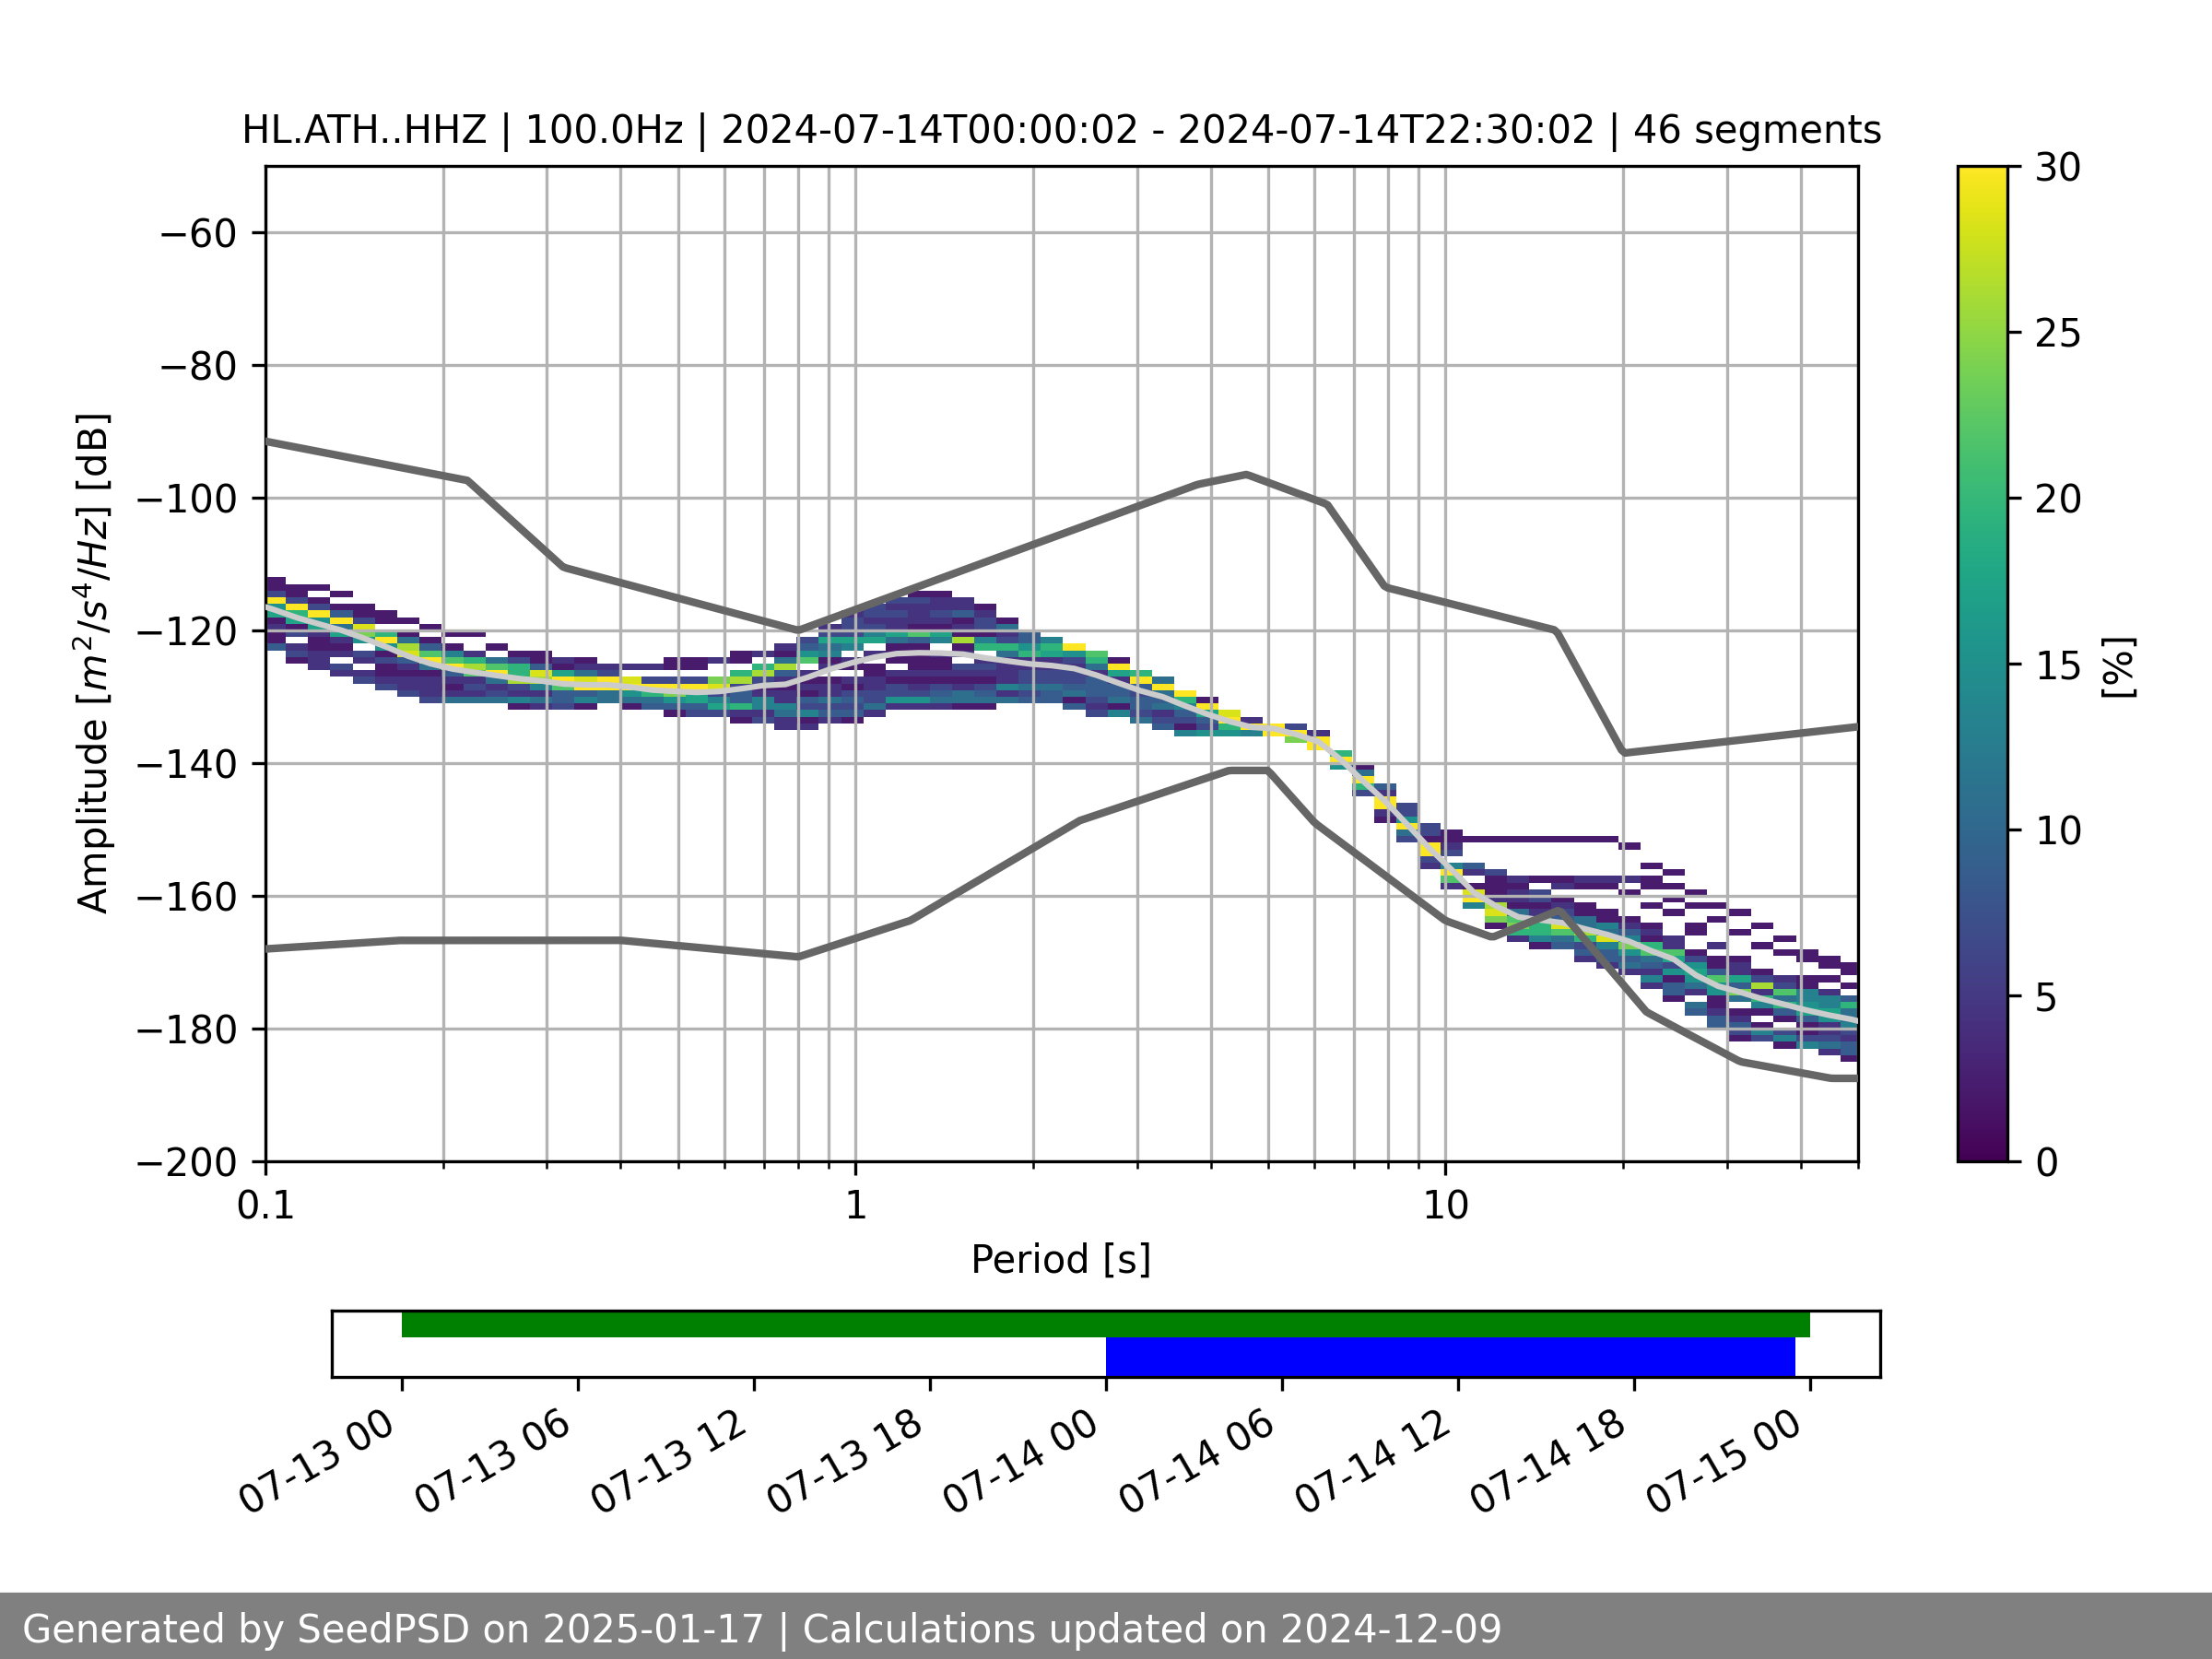 HL.ATH..HHZ | 100.0Hz | 2024-07-14T00:00:02 - 2024-07-14T22:30:02 | 46 segments
Amplitude [m²/s⁴/Hz] [dB]
−60
−80
−100
−120
−140
−160
−180
−200
0.1 1 10
Period [s]
30
25
20
15
10
5
0
[%]
07-13 00 07-13 06 07-13 12 07-13 18 07-14 00 07-14 06 07-14 12 07-14 18 07-15 00
Generated by SeedPSD on 2025-01-17 | Calculations updated on 2024-12-09